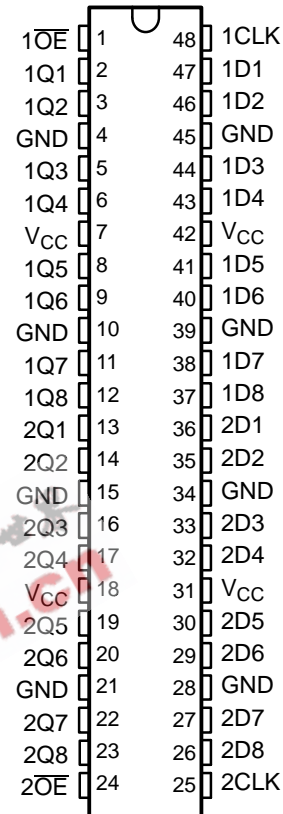 1O̅E̅ 1 48 1CLK
1Q1 2 47 1D1
1Q2 3 46 1D2
GND 4 45 GND
1Q3 5 44 1D3
1Q4 6 43 1D4
VCC 7 42 VCC
1Q5 8 41 1D5
1Q6 9 40 1D6
GND 10 39 GND
1Q7 11 38 1D7
1Q8 12 37 1D8
2Q1 13 36 2D1
2Q2 14 35 2D2
GND 15 34 GND
2Q3 16 33 2D3
2Q4 17 32 2D4
VCC 18 31 VCC
2Q5 19 30 2D5
2Q6 20 29 2D6
GND 21 28 GND
2Q7 22 27 2D7
2Q8 23 26 2D8
2O̅E̅ 24 25 2CLK